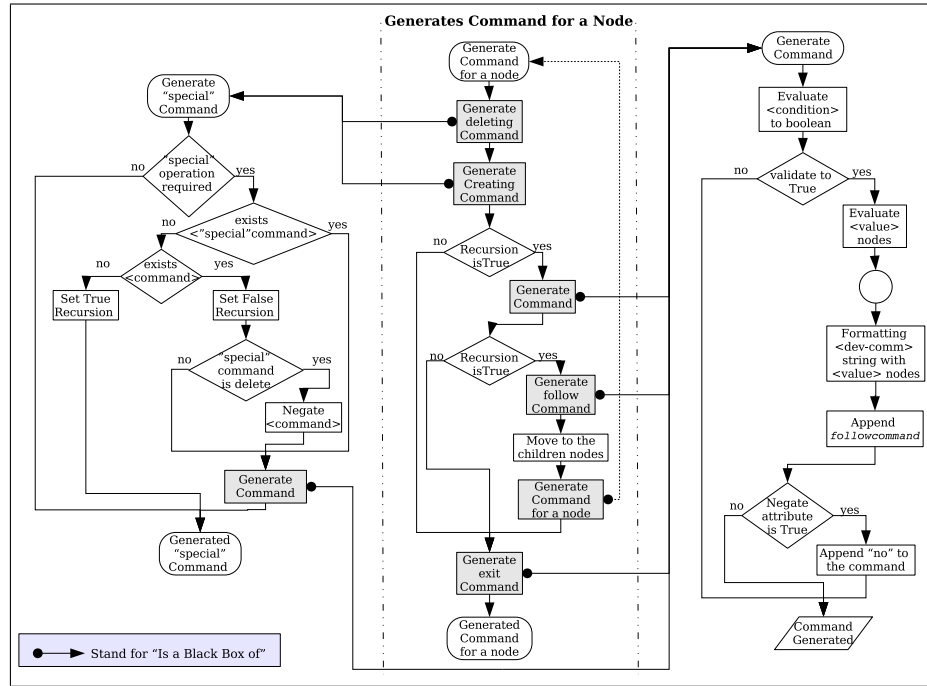 Generates Command for a Node
Generate
"special"
Command
"special"
operation
required
no
yes
exists
<"special"command>
no
yes
exists
<command>
no
yes
Set True
Recursion
Set False
Recursion
"special"
command
is delete
no
yes
Negate
<command>
Generate
Command
Generated
"special"
Command
Generate
Command
for a node
Generate
deleting
Command
Generate
Creating
Command
Recursion
isTrue
no
yes
Generate
Command
Recursion
isTrue
no
yes
Generate
follow
Command
Move to the
children nodes
Generate
Command
for a node
Generate
exit
Command
Generated
Command
for a node
Generate
Command
Evaluate
<condition>
to boolean
validate to
True
no
yes
Evaluate
<value>
nodes
Formatting
<dev-comm>
string with
<value> nodes
Append
followcommand
Negate
attribute
is True
no
yes
Append "no" to
the command
Command
Generated
Stand for "Is a Black Box of"